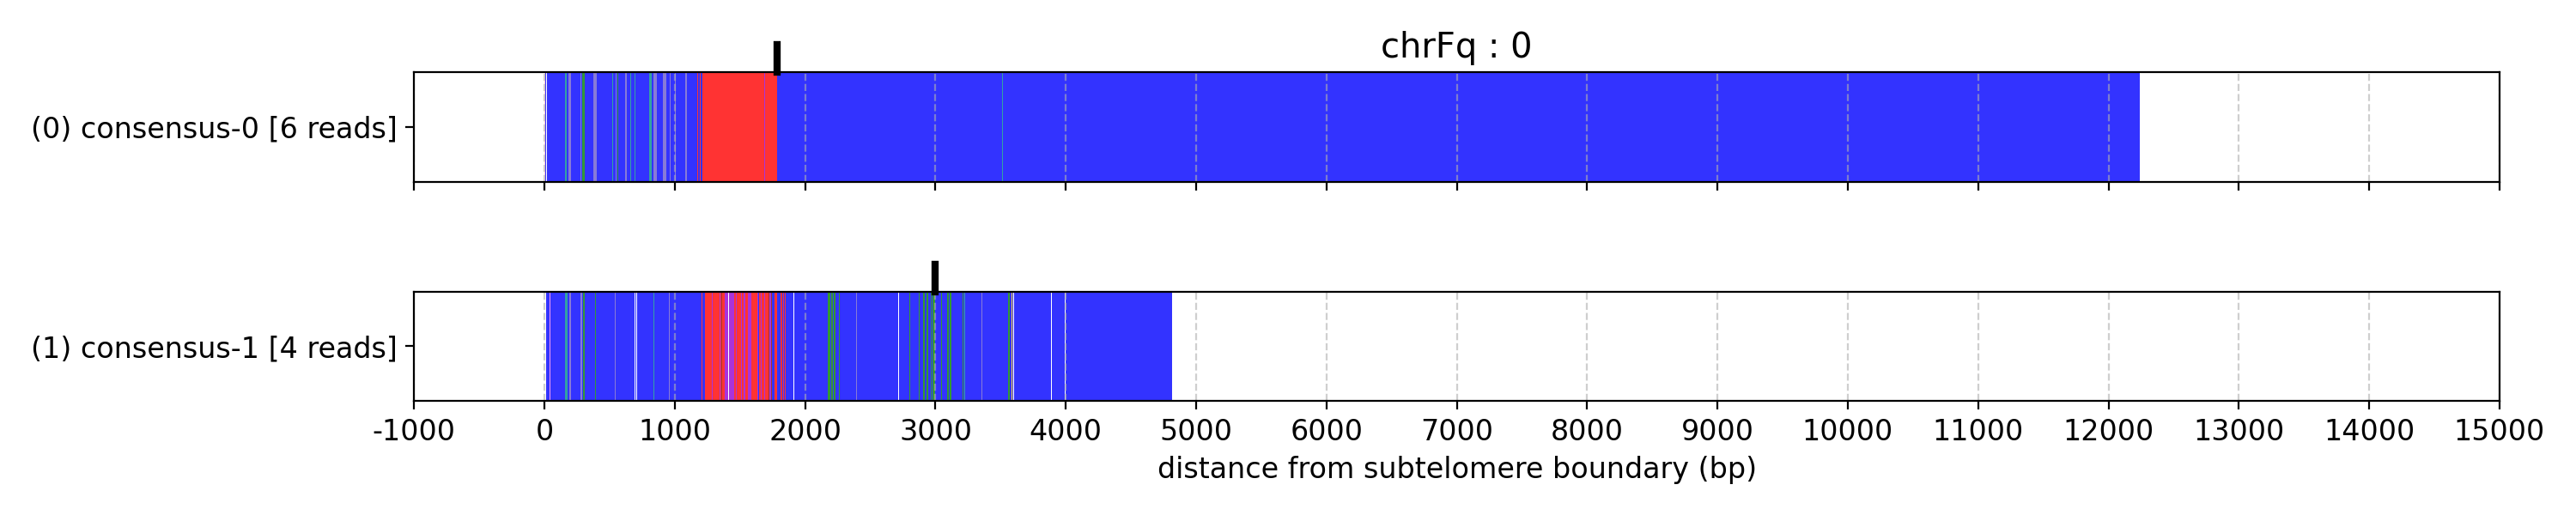 chrFq : 0
(0) consensus-0 [6 reads]
(1) consensus-1 [4 reads]
-1000 0 1000 2000 3000 4000 5000 6000 7000 8000 9000 10000 11000 12000 13000 14000 15000
distance from subtelomere boundary (bp)